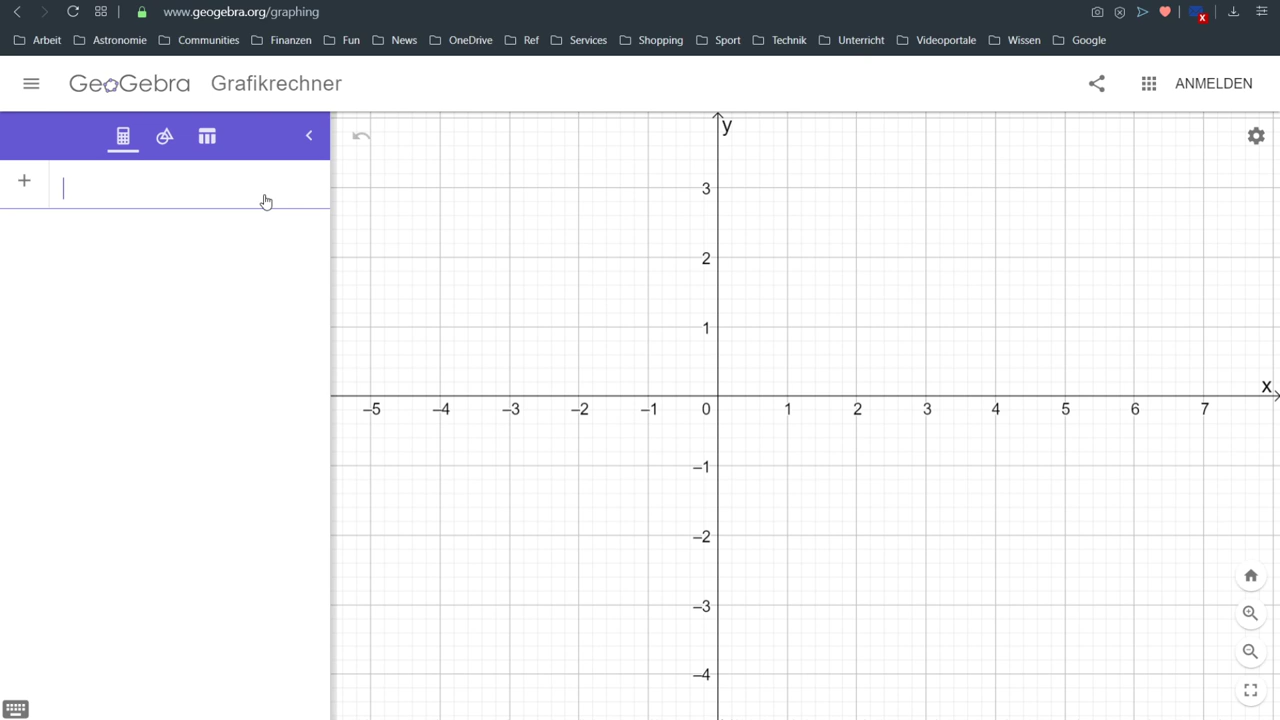 www.geogebra.org/graphing
x
Arbeit Astronomie Communities Finanzen Fun News OneDrive Ref Services Shopping Sport Technik Unterricht Videoportale Wissen Google
GeoGebra Grafikrechner ANMELDEN
+
y
3
2
1
x
–5 –4 –3 –2 –1 0 1 2 3 4 5 6 7
–1
–2
–3
–4